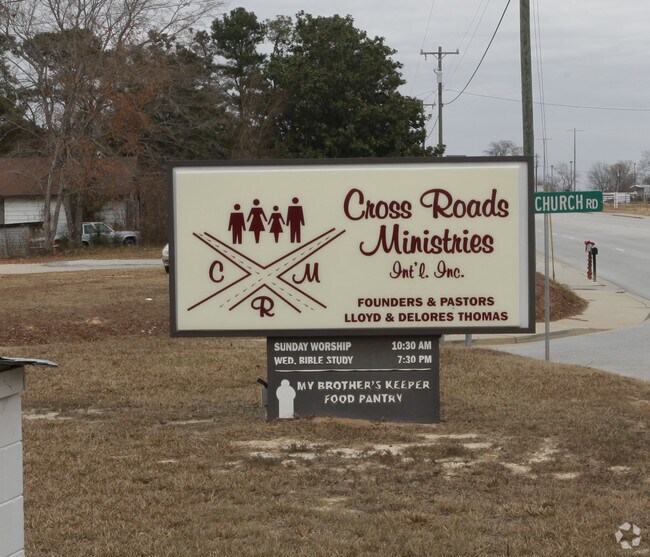 CHURCH RD
Cross Roads
Ministries
Int'l. Inc.
C M
R
FOUNDERS & PASTORS
LLOYD & DELORES THOMAS
SUNDAY WORSHIP 10:30 AM
WED. BIBLE STUDY 7:30 PM
MY BROTHER'S KEEPER
FOOD PANTRY